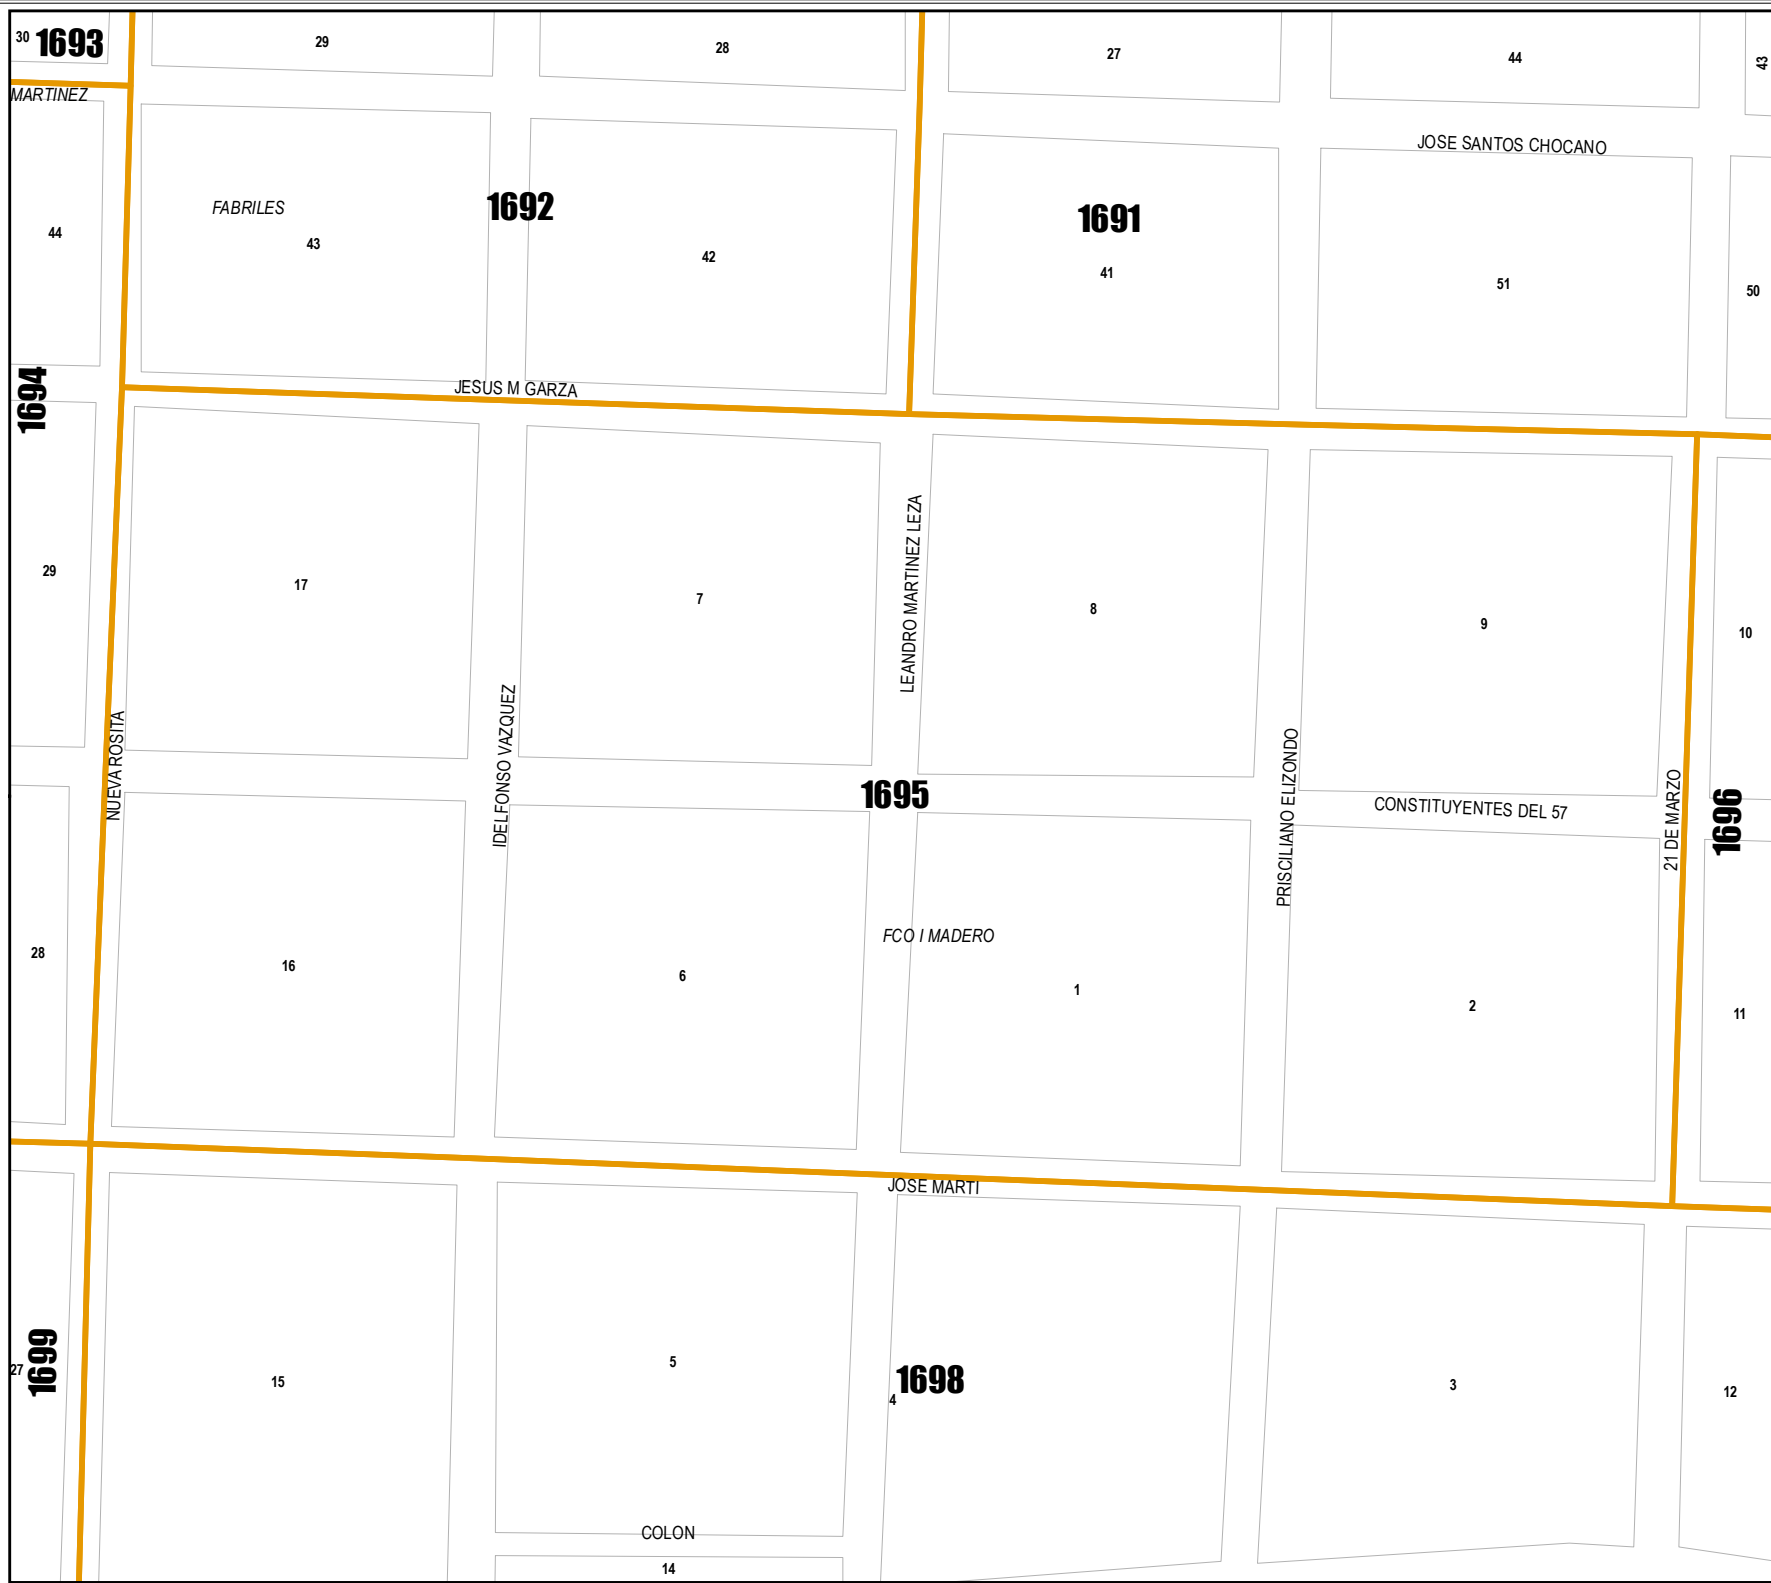 30 1693
29
28
27
44
43
MARTINEZ
JOSE SANTOS CHOCANO
FABRILES
1692
1691
44
43
42
41
51
50
1694
JESUS M GARZA
LEANDRO MARTINEZ LEZA
29
17
7
8
9
10
NUEVA ROSITA
IDELFONSO VAZQUEZ
1695
PRISCILIANO ELIZONDO
CONSTITUYENTES DEL 57
21 DE MARZO
1696
FCO I MADERO
28
16
6
1
2
11
JOSE MARTI
27
1699
15
5
4
1698
3
12
COLON
14